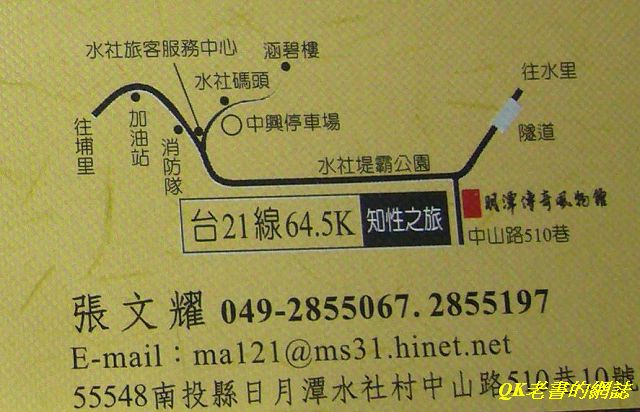 水社旅客服務中心
涵碧樓
水社碼頭
中興停車場
往埔里
加油站
消防隊
往水里
隧道
水社堤霸公園
明潭傳奇風物館
中山路510巷
台21線64.5K 知性之旅
張文耀 049-2855067.2855197
E-mail：ma121@ms31.hinet.net
55548南投縣日月潭水社村中山路510巷10號
QK老書的網誌